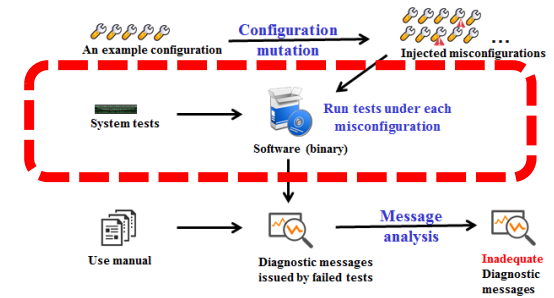 Configuration
mutation
An example configuration
...
Injected misconfigurations
System tests
Run tests under each
misconfiguration
Software (binary)
Message
analysis
Use manual
Diagnostic messages
issued by failed tests
Inadequate
Diagnostic
messages